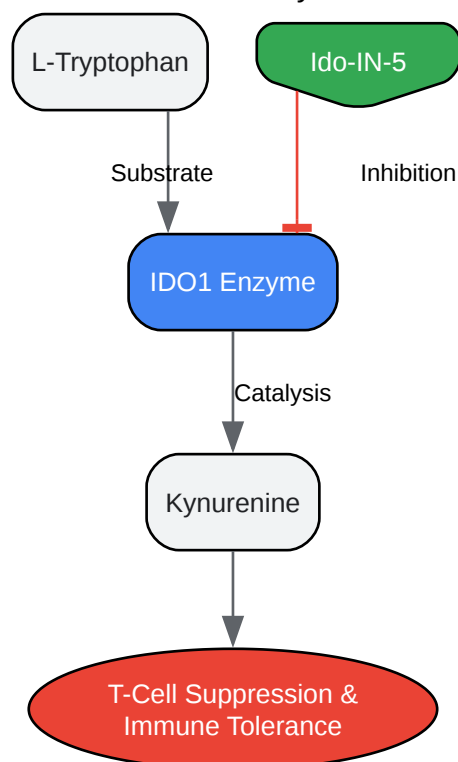 L-Tryptophan
Ido-IN-5
Substrate
Inhibition
IDO1 Enzyme
Catalysis
Kynurenine
T-Cell Suppression &
Immune Tolerance